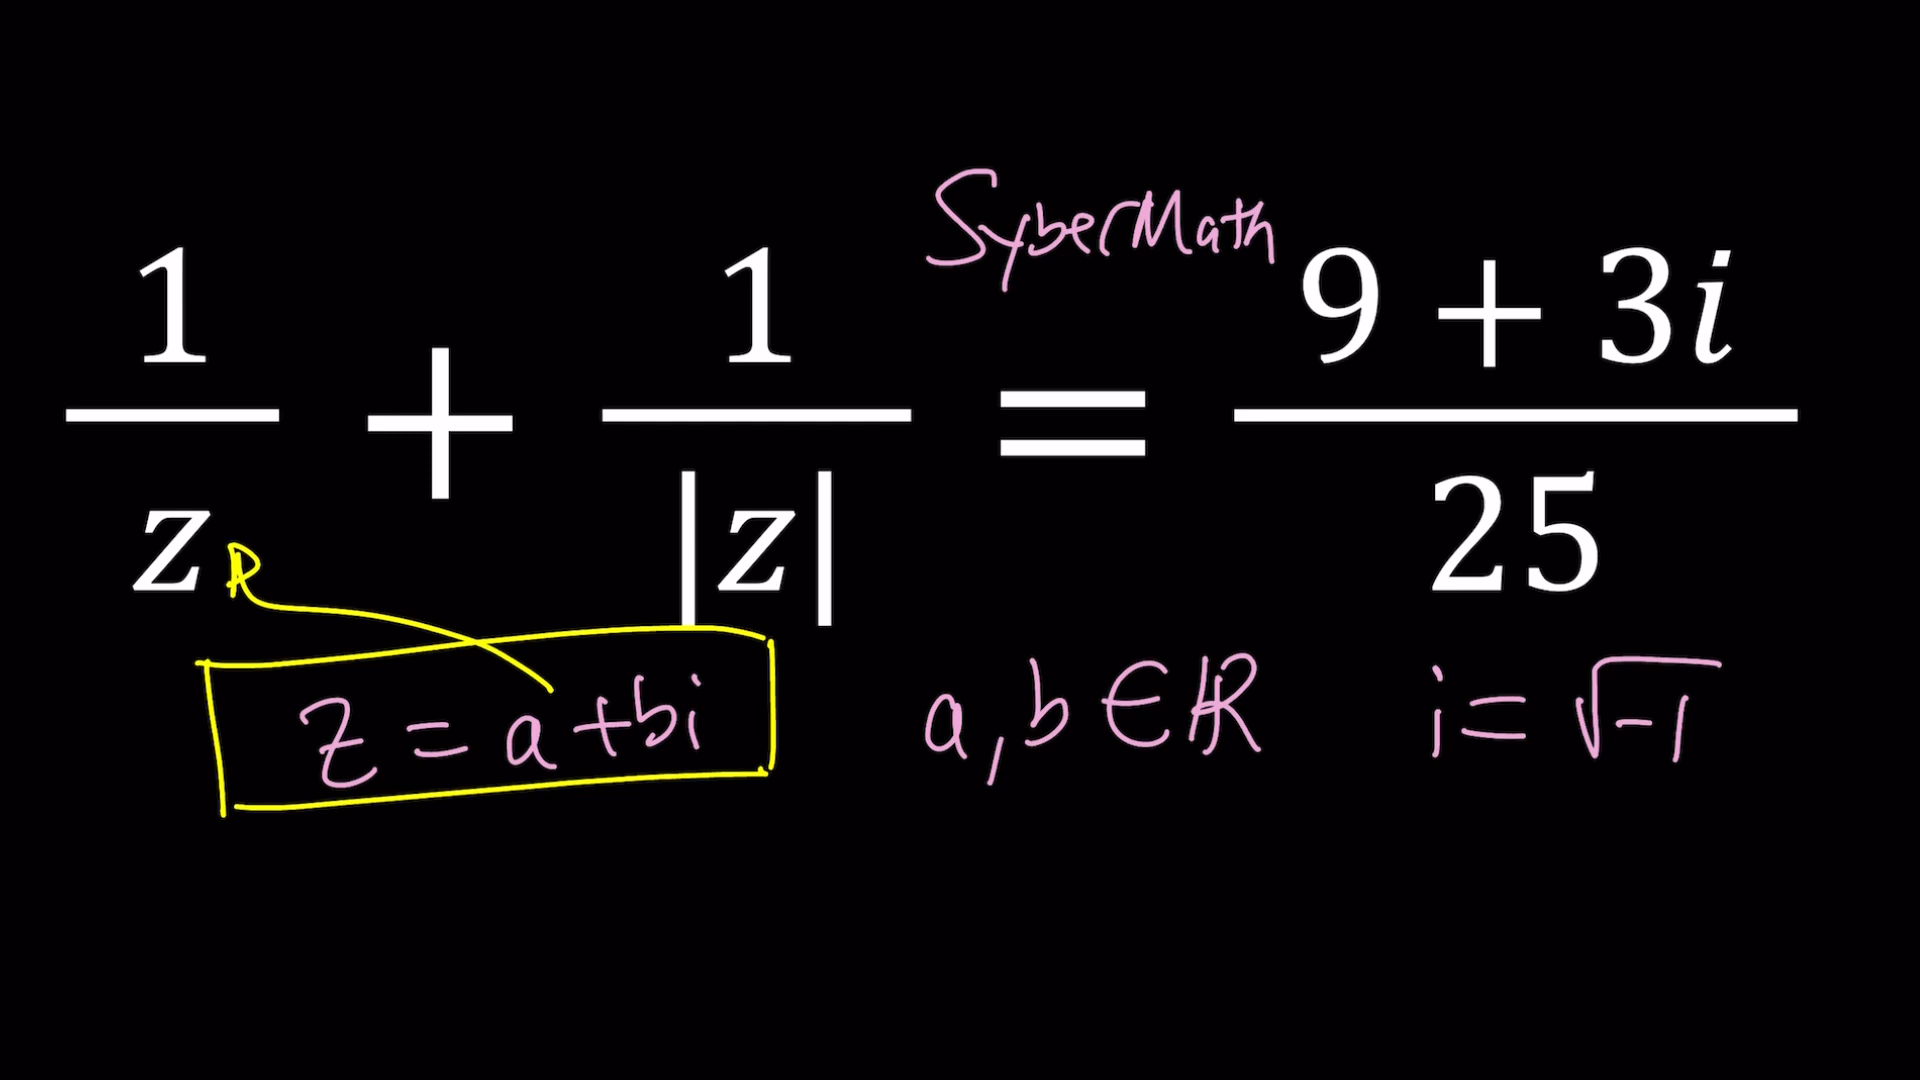 SyberMath
1/z + 1/|z| = (9 + 3i)/25
R
z = a + bi a, b ∈ ℝ i = √-1